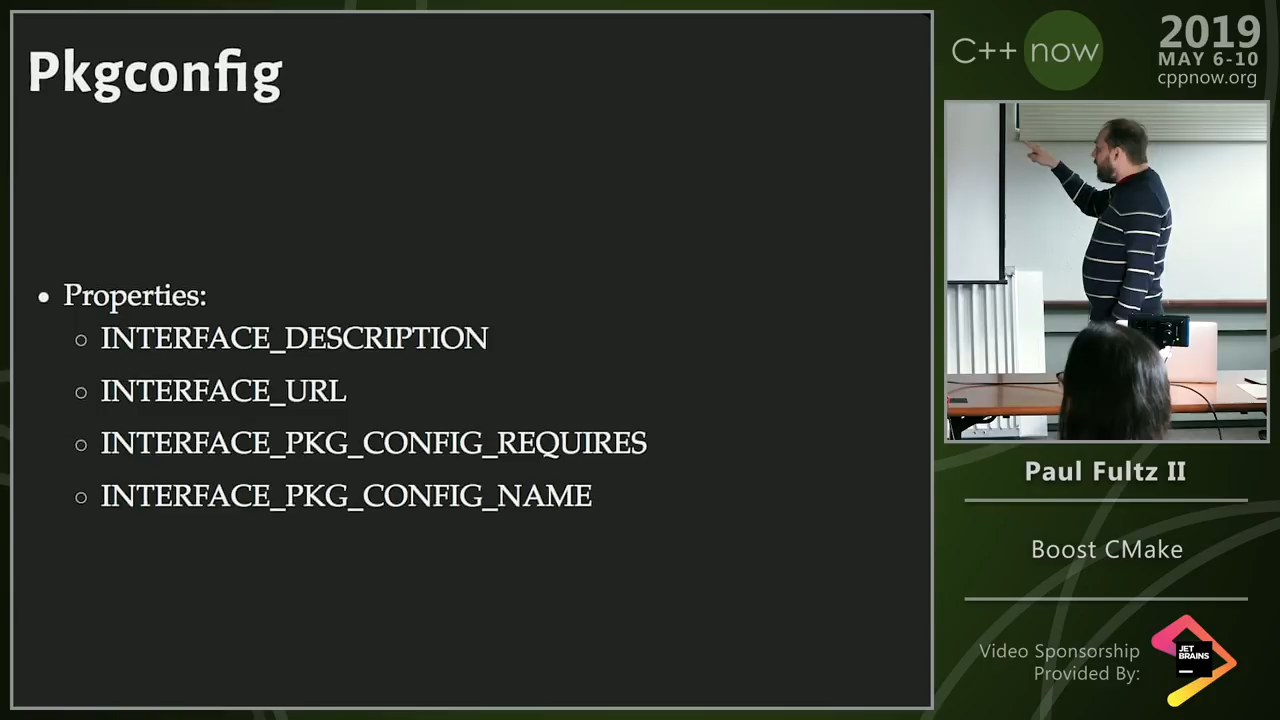 Pkgconfig
Properties:
INTERFACE_DESCRIPTION
INTERFACE_URL
INTERFACE_PKG_CONFIG_REQUIRES
INTERFACE_PKG_CONFIG_NAME
C++ now
2019
MAY 6-10
cppnow.org
Paul Fultz II
Boost CMake
Video Sponsorship
Provided By:
JET
BRAINS